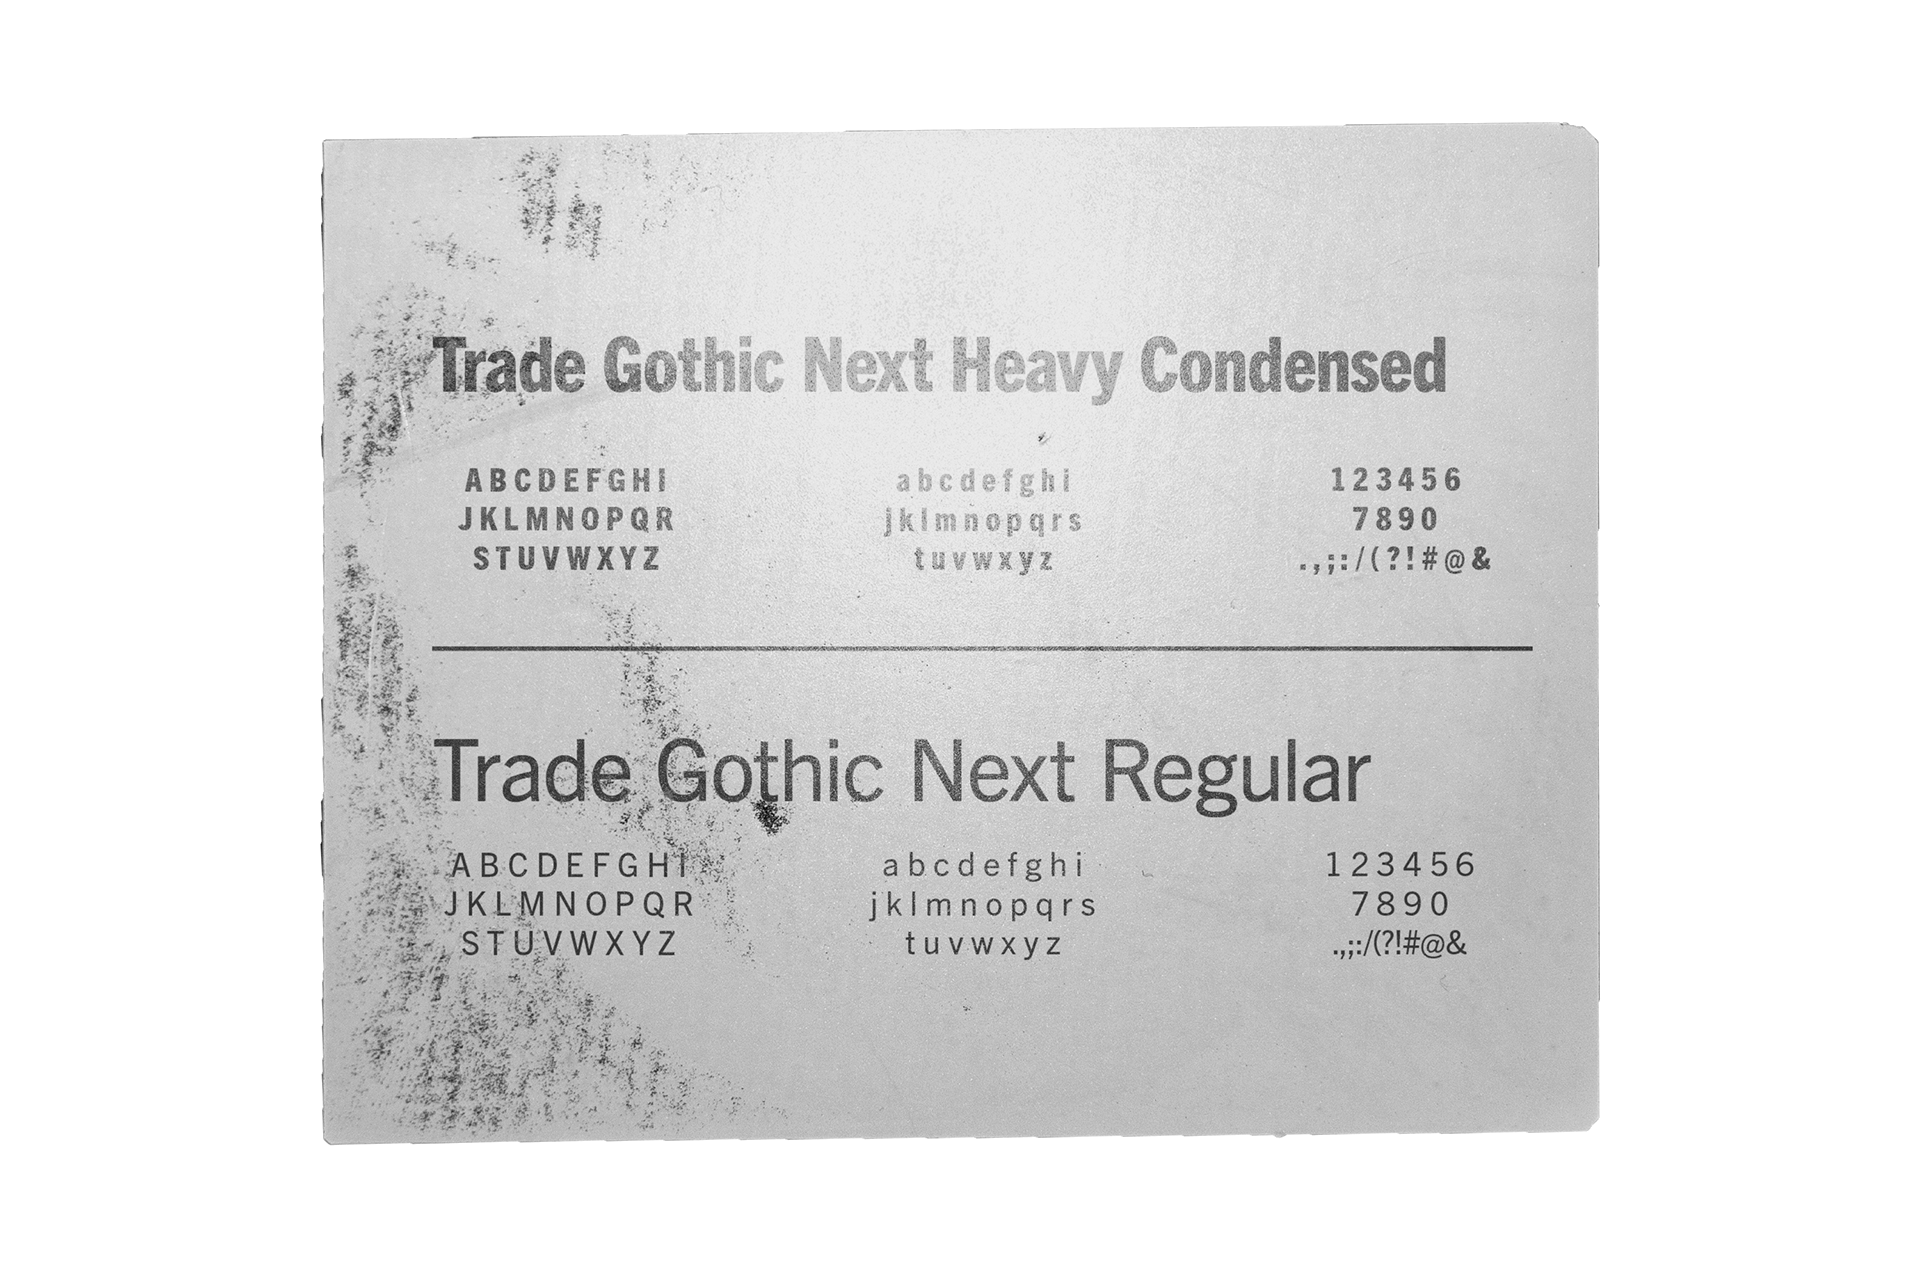 Trade Gothic Next Heavy Condensed
ABCDEFGHI
JKLMNOPQR
STUVWXYZ
abcdefghi
jklmnopqrs
tuvwxyz
123456
7890
.,;:/(?!#@&
Trade Gothic Next Regular
ABCDEFGHI
JKLMNOPQR
STUVWXYZ
abcdefghi
jklmnopqrs
tuvwxyz
123456
7890
.,;:/(?!#@&